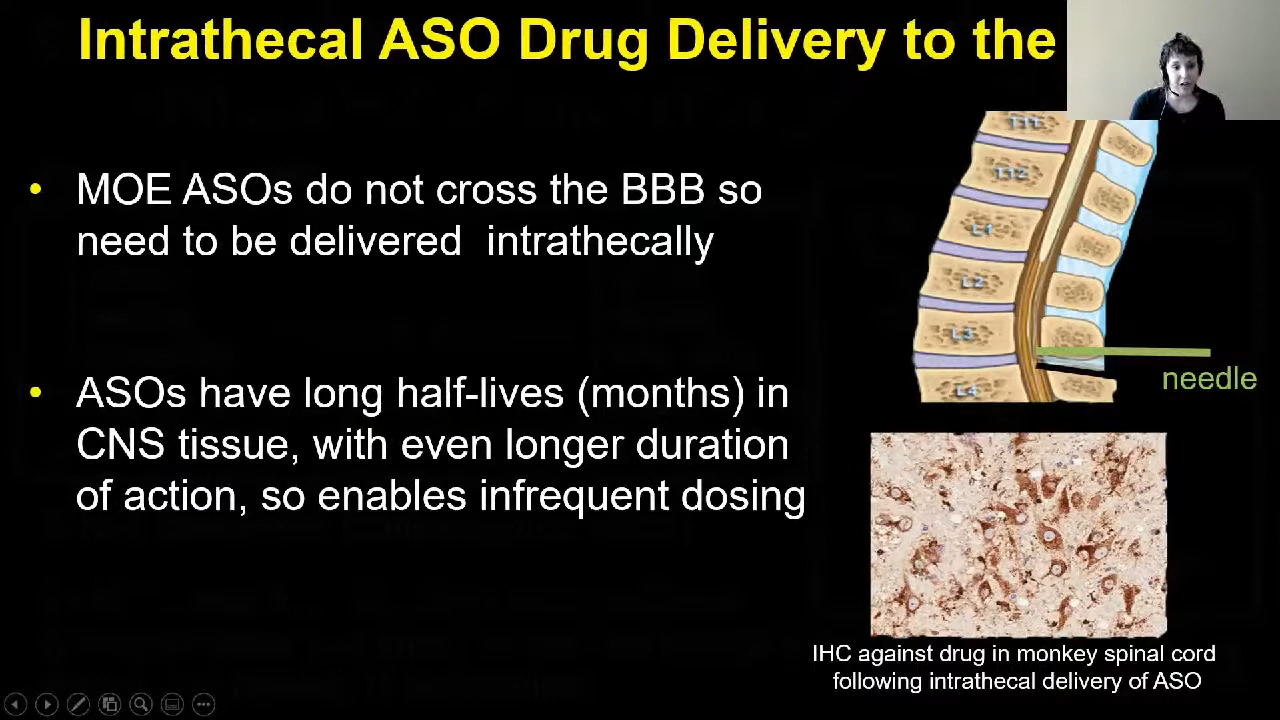 Intrathecal ASO Drug Delivery to the
• MOE ASOs do not cross the BBB so
need to be delivered intrathecally
• ASOs have long half-lives (months) in
CNS tissue, with even longer duration
of action, so enables infrequent dosing
T11
T12
L1
L2
L3
L4
needle
IHC against drug in monkey spinal cord
following intrathecal delivery of ASO